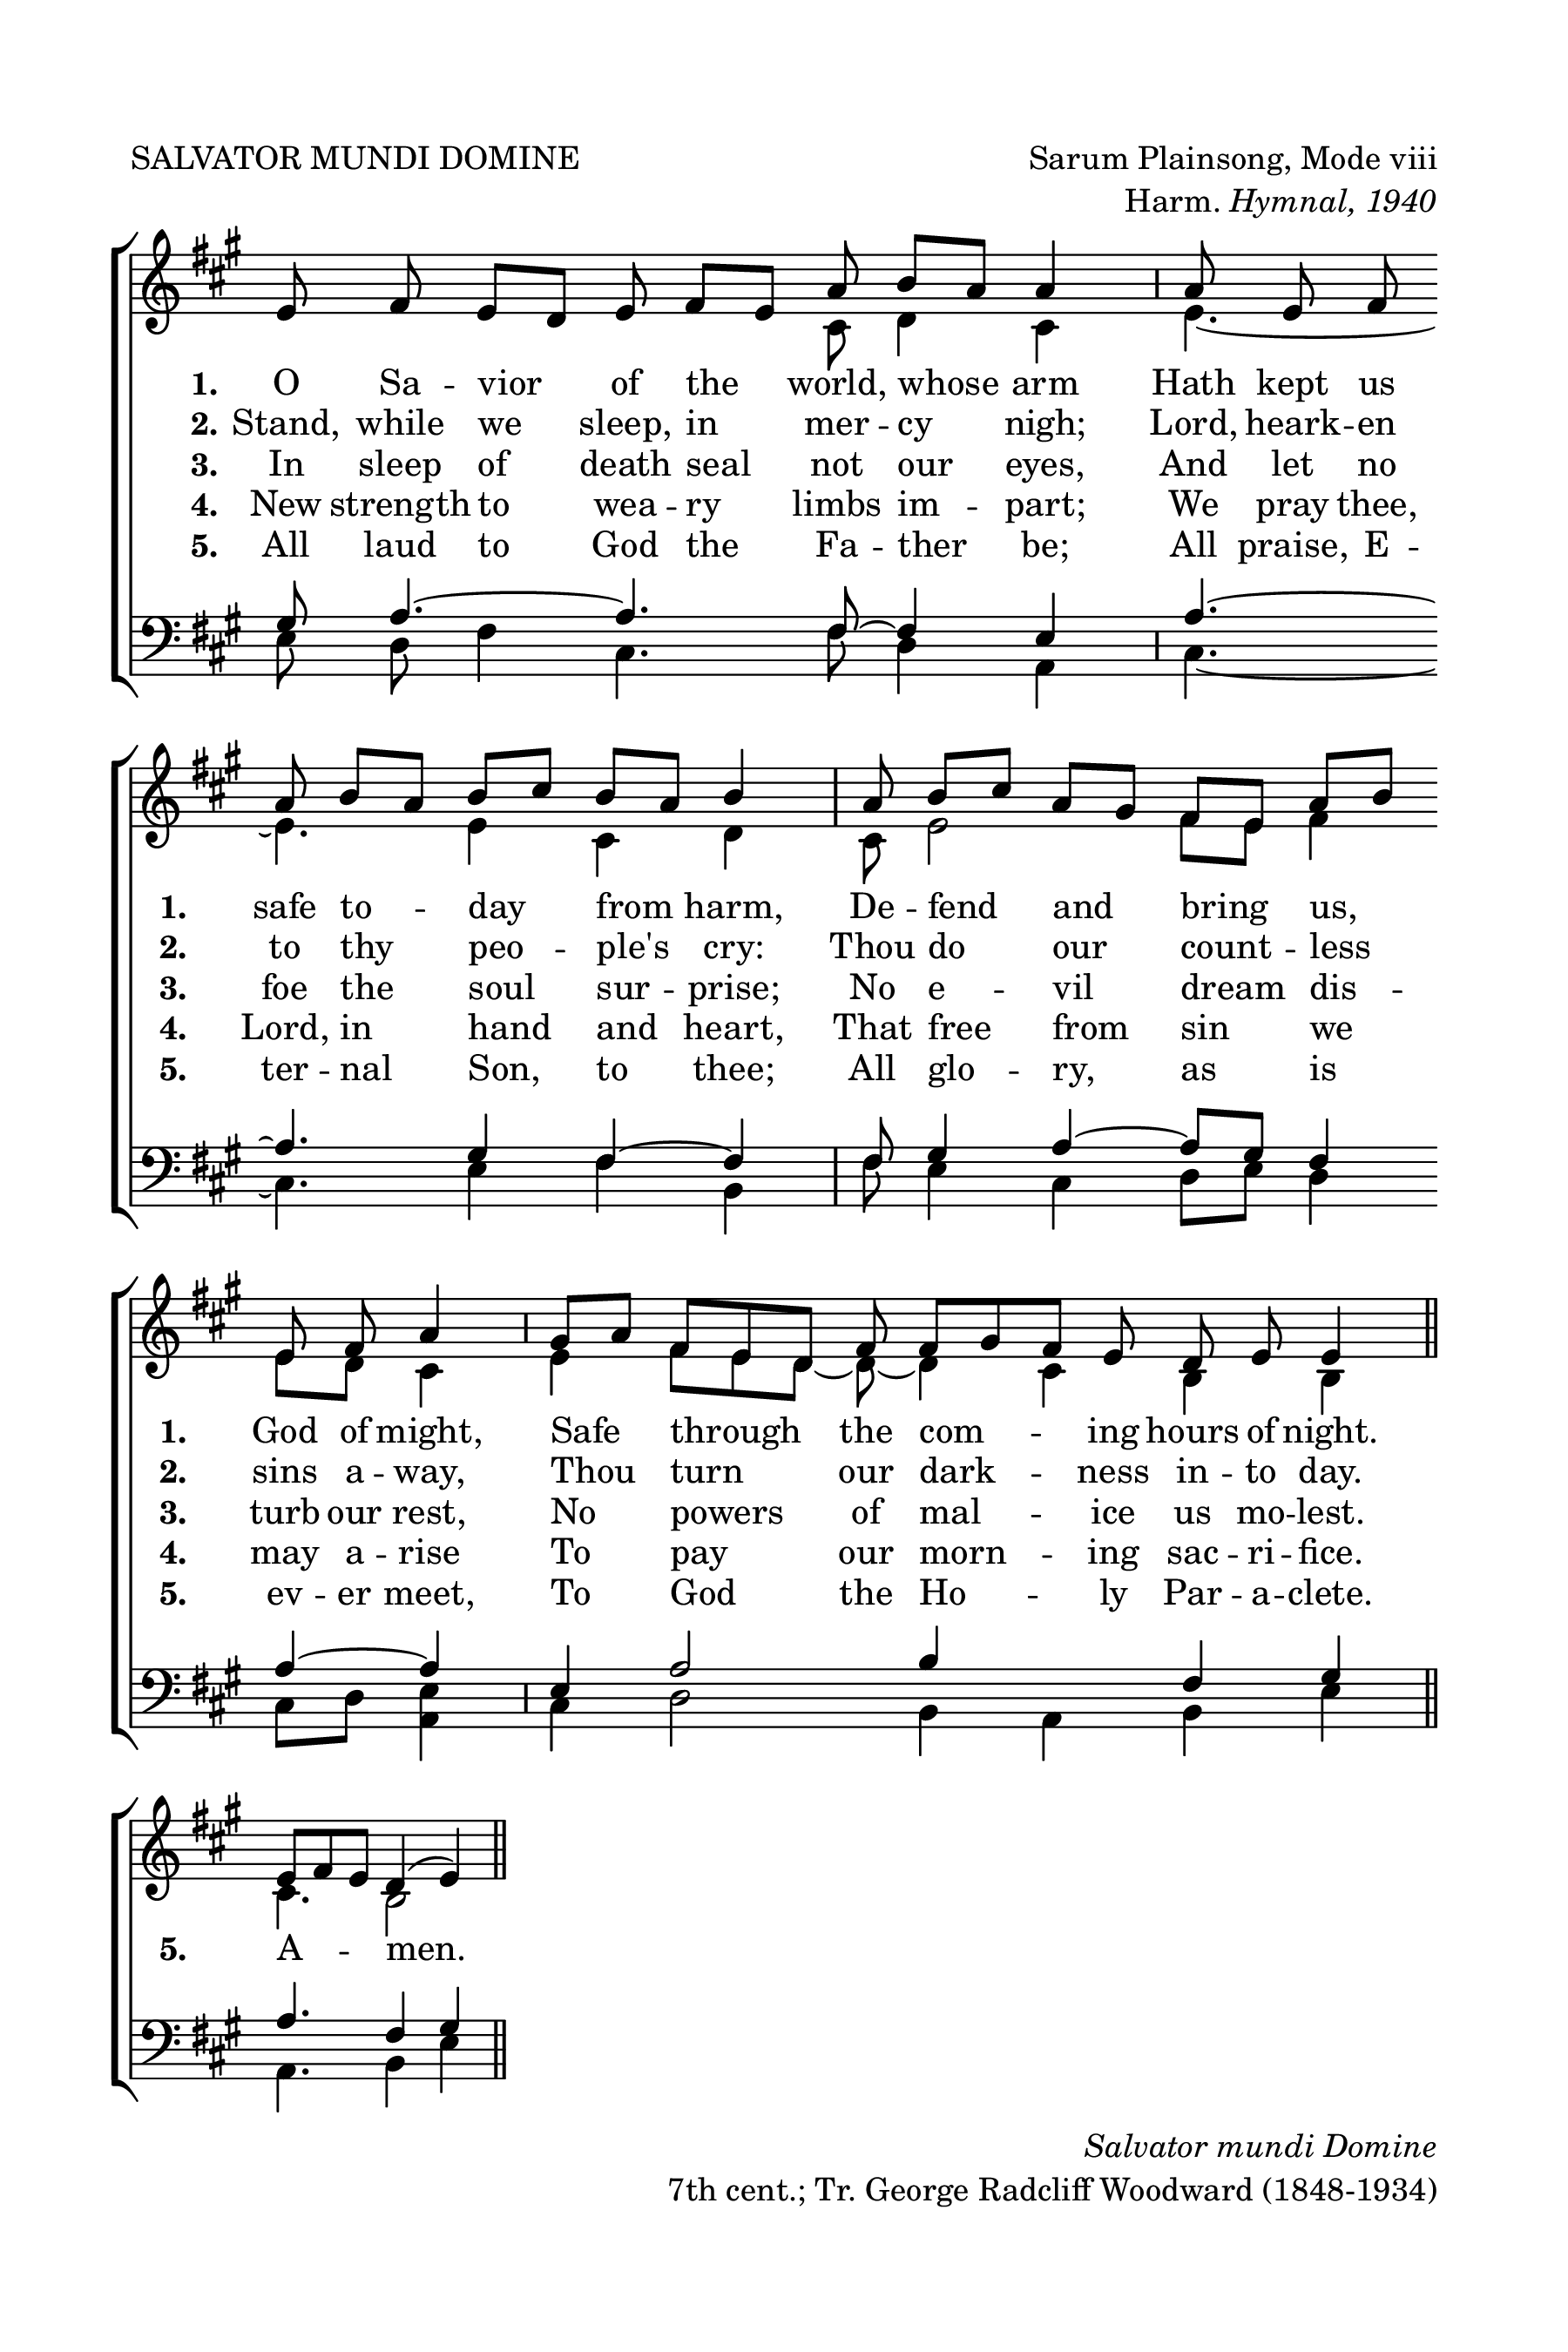 SALVATOR MUNDI DOMINE
Sarum Plainsong, Mode viii
Harm. Hymnal, 1940
1. O Sa -- vior of the world, whose arm Hath kept us
2. Stand, while we sleep, in mer -- cy nigh; Lord, heark -- en
3. In sleep of death seal not our eyes, And let no
4. New strength to wea -- ry limbs im -- part; We pray thee,
5. All laud to God the Fa -- ther be; All praise, E --
1. safe to -- day from harm, De -- fend and bring us,
2. to thy peo -- ple's cry: Thou do our count -- less
3. foe the soul sur -- prise; No e -- vil dream dis --
4. Lord, in hand and heart, That free from sin we
5. ter -- nal Son, to thee; All glo -- ry, as is
1. God of might, Safe through the com -- ing hours of night.
2. sins a -- way, Thou turn our dark -- ness in -- to day.
3. turb our rest, No powers of mal -- ice us mo -- lest.
4. may a -- rise To pay our morn -- ing sac -- ri -- fice.
5. ev -- er meet, To God the Ho -- ly Par -- a -- clete.
5. A -- men.
Salvator mundi Domine
7th cent.; Tr. George Radcliff Woodward (1848-1934)